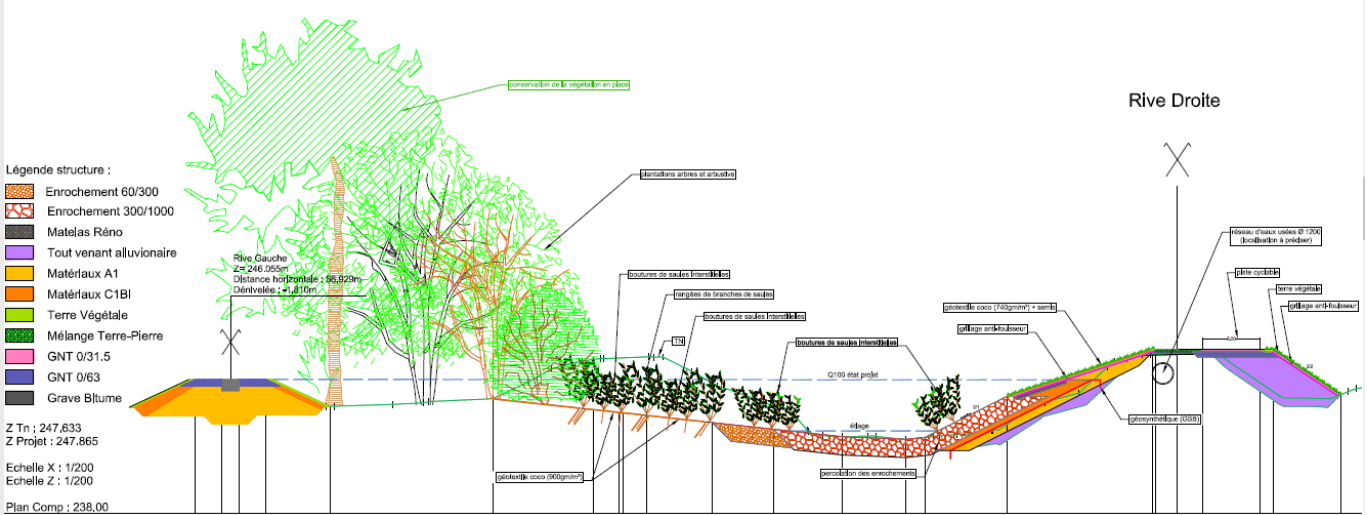 conservation de la végétation en place
Rive Droite
Légende structure :
Enrochement 60/300
Enrochement 300/1000
Matelas Réno
Tout venant alluvionaire
Matériaux A1
Matériaux C1BI
Terre Végétale
Mélange Terre-Pierre
GNT 0/31.5
GNT 0/63
Grave Bitume
Z Tn : 247,633
Z Projet : 247.865
Echelle X : 1/200
Echelle Z : 1/200
Plan Comp : 238,00
Rive Gauche
Z= 246.055m
Distance horizontale : 56,929m
Dénivelée : -1,810m
plantations arbres et arbustive
boutures de saules interstitielles
rangées de branches de saules
boutures de saules interstitielles
TN
boutures de saules interstitielles
Q100 état projet
étiage
géotextile coco (900gm/m²)
percolation des enrochements
géotextile coco (740gm/m²) + semis
grillage anti-fouisseur
réseau d'eaux usées Ø 1200
(localisation à préciser)
piste cyclable
terre végétale
grillage anti-fouisseur
3/2
géosynthétique (GSB)